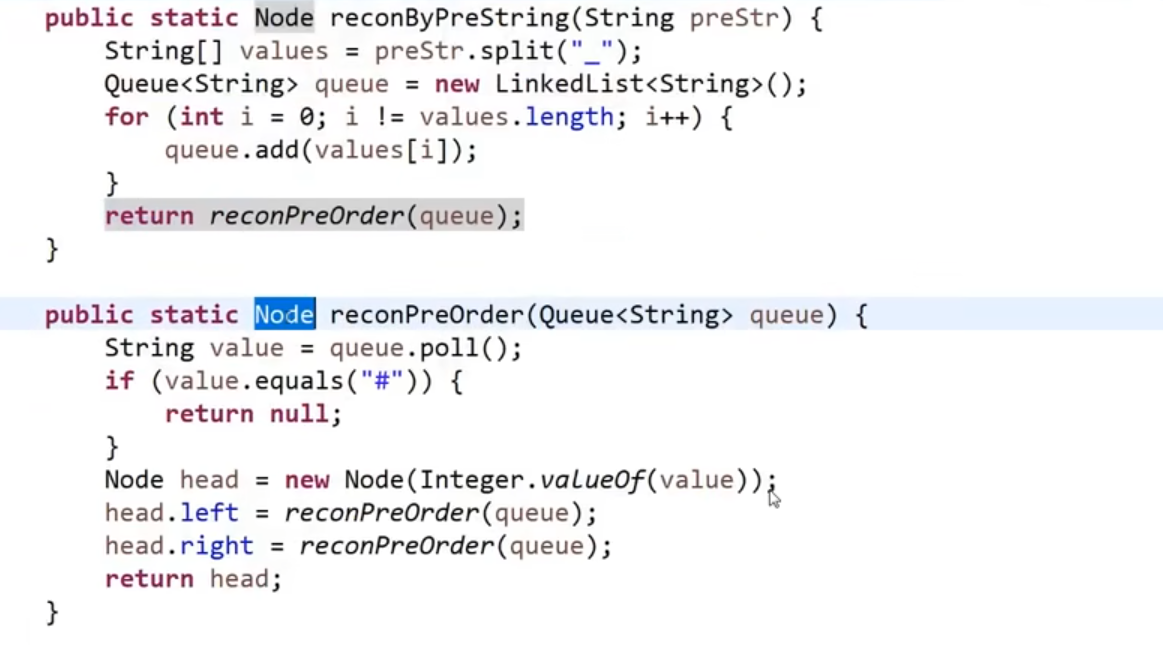 public static Node reconByPreString(String preStr) {
String[] values = preStr.split("_");
Queue<String> queue = new LinkedList<String>();
for (int i = 0; i != values.length; i++) {
queue.add(values[i]);
}
return reconPreOrder(queue);
}
public static Node reconPreOrder(Queue<String> queue) {
String value = queue.poll();
if (value.equals("#")) {
return null;
}
Node head = new Node(Integer.valueOf(value));
head.left = reconPreOrder(queue);
head.right = reconPreOrder(queue);
return head;
}